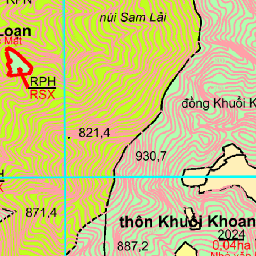 RPN
núi Sam Lãi
Loan
RPH
RSX
đồng Khuổi K
821,4
930,7
871,4
thôn Khuổi Khoan
2024
0,04ha
887,2